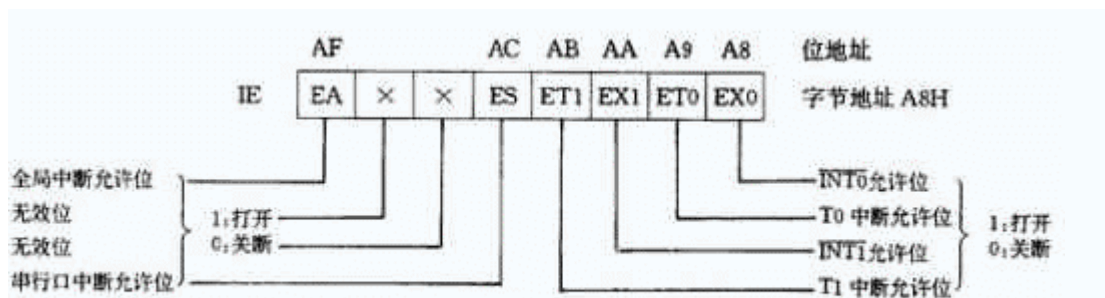 AF AC AB AA A9 A8 位地址
IE EA × × ES ET1 EX1 ET0 EX0 字节地址 A8H
全局中断允许位 INT0允许位
无效位 1:打开 T0 中断允许位 1:打开
无效位 0:关断 INT1允许位 0:关断
串行口中断允许位 T1 中断允许位